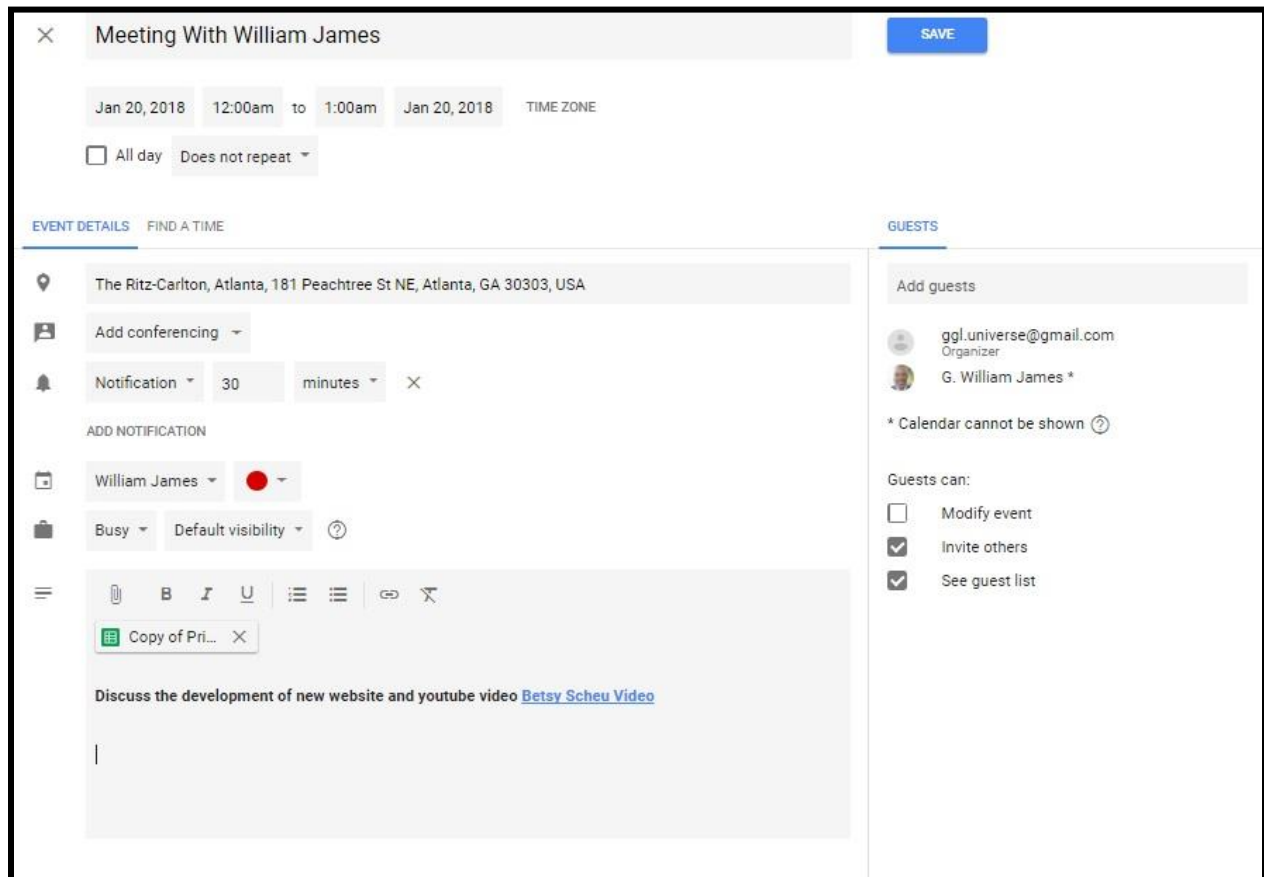 Meeting With William James
SAVE
Jan 20, 2018 12:00am to 1:00am Jan 20, 2018 TIME ZONE
All day Does not repeat
EVENT DETAILS FIND A TIME
GUESTS
The Ritz-Carlton, Atlanta, 181 Peachtree St NE, Atlanta, GA 30303, USA
Add conferencing
Notification 30 minutes
ADD NOTIFICATION
William James
Busy Default visibility
B I U
Copy of Pri...
Discuss the development of new website and youtube video Betsy Scheu Video
Add guests
ggl.universe@gmail.com
Organizer
G. William James *
* Calendar cannot be shown
Guests can:
Modify event
Invite others
See guest list